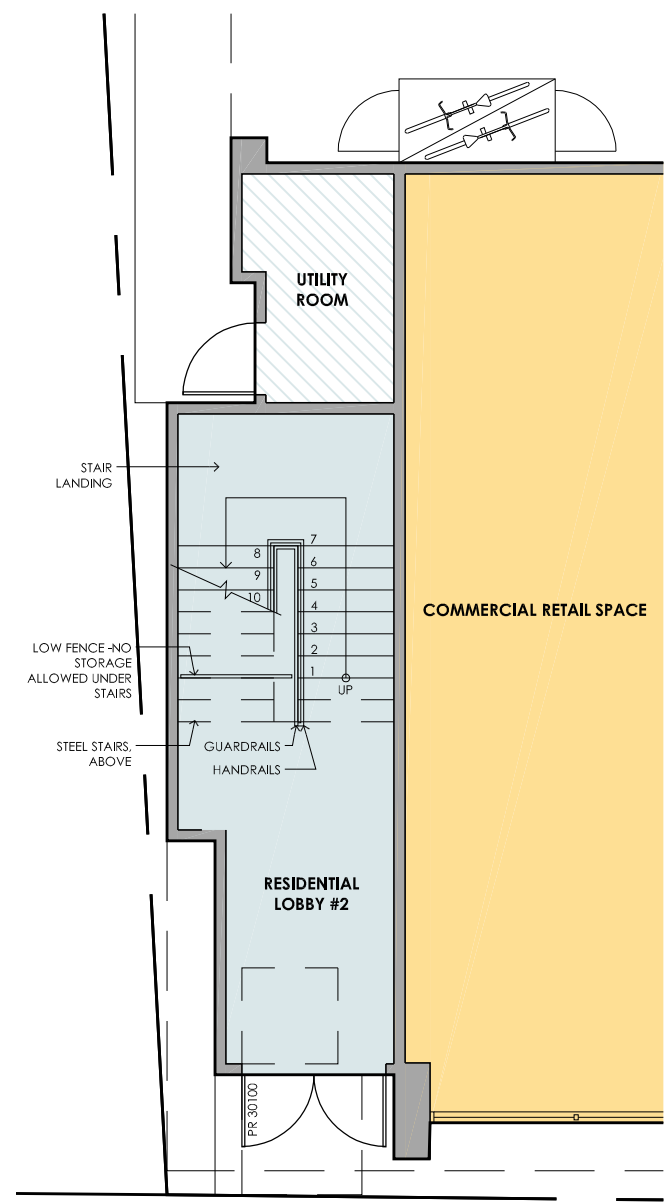 UTILITY
ROOM
STAIR
LANDING
7
8
6
9
5
10
4
3
2
1
UP
COMMERCIAL RETAIL SPACE
LOW FENCE -NO
STORAGE
ALLOWED UNDER
STAIRS
STEEL STAIRS,
ABOVE
GUARDRAILS
HANDRAILS
RESIDENTIAL
LOBBY #2
PR 30100